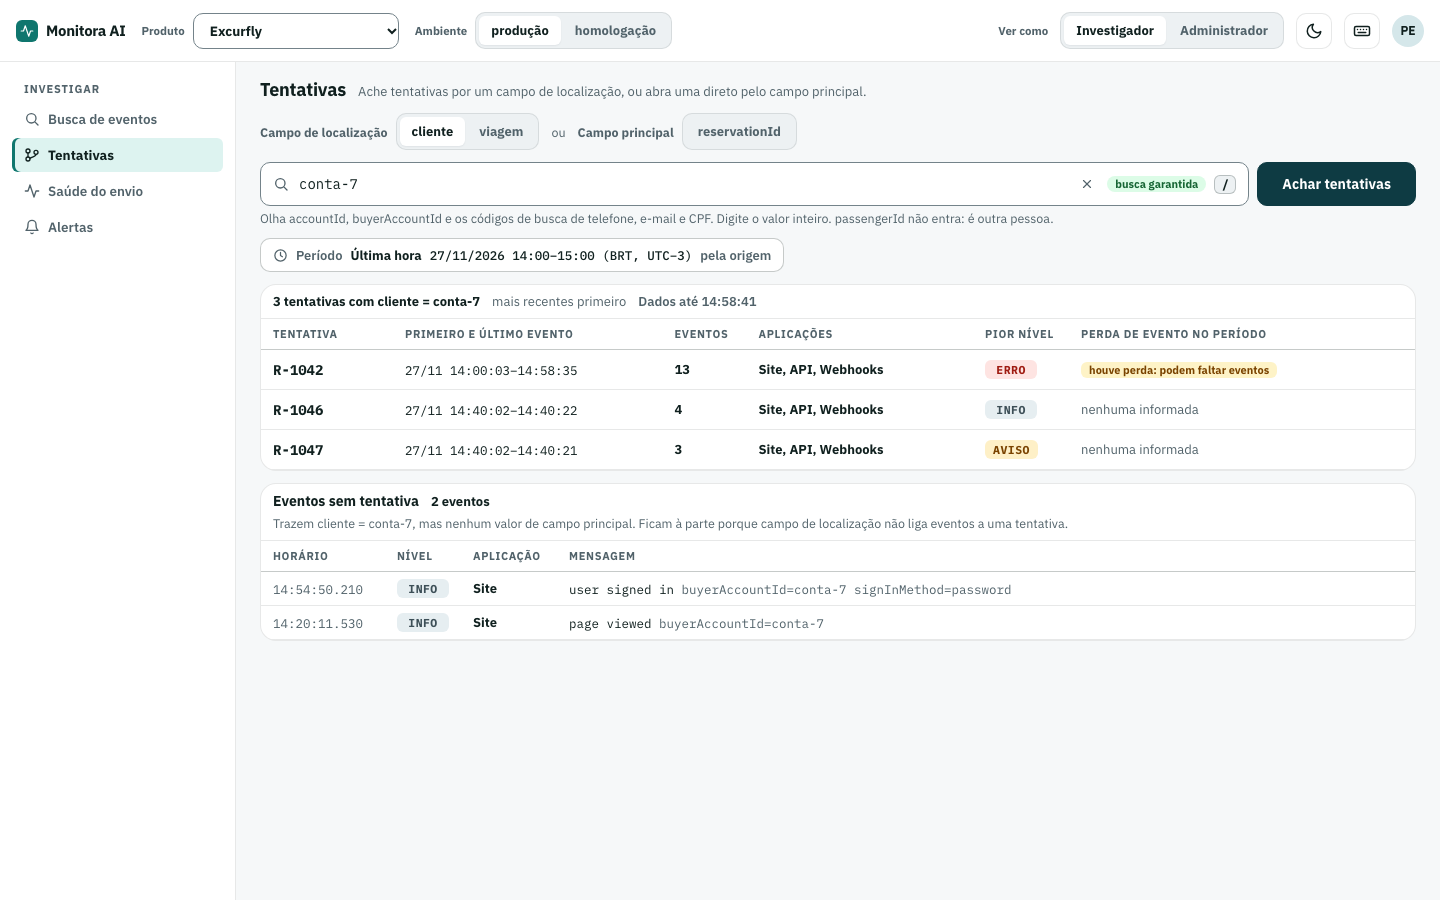 Monitora AI Produto Excurfly Ambiente produção homologação Ver como Investigador Administrador PE
INVESTIGAR
Busca de eventos
Tentativas
Saúde do envio
Alertas
Tentativas Ache tentativas por um campo de localização, ou abra uma direto pelo campo principal.
Campo de localização cliente viagem ou Campo principal reservationId
conta-7 × busca garantida / Achar tentativas
Olha accountId, buyerAccountId e os códigos de busca de telefone, e-mail e CPF. Digite o valor inteiro. passengerId não entra: é outra pessoa.
Período Última hora 27/11/2026 14:00–15:00 (BRT, UTC−3) pela origem
3 tentativas com cliente = conta-7 mais recentes primeiro Dados até 14:58:41
TENTATIVA PRIMEIRO E ÚLTIMO EVENTO EVENTOS APLICAÇÕES PIOR NÍVEL PERDA DE EVENTO NO PERÍODO
R-1042 27/11 14:00:03–14:58:35 13 Site, API, Webhooks ERRO houve perda: podem faltar eventos
R-1046 27/11 14:40:02–14:40:22 4 Site, API, Webhooks INFO nenhuma informada
R-1047 27/11 14:40:02–14:40:21 3 Site, API, Webhooks AVISO nenhuma informada
Eventos sem tentativa 2 eventos
Trazem cliente = conta-7, mas nenhum valor de campo principal. Ficam à parte porque campo de localização não liga eventos a uma tentativa.
HORÁRIO NÍVEL APLICAÇÃO MENSAGEM
14:54:50.210 INFO Site user signed in buyerAccountId=conta-7 signInMethod=password
14:20:11.530 INFO Site page viewed buyerAccountId=conta-7